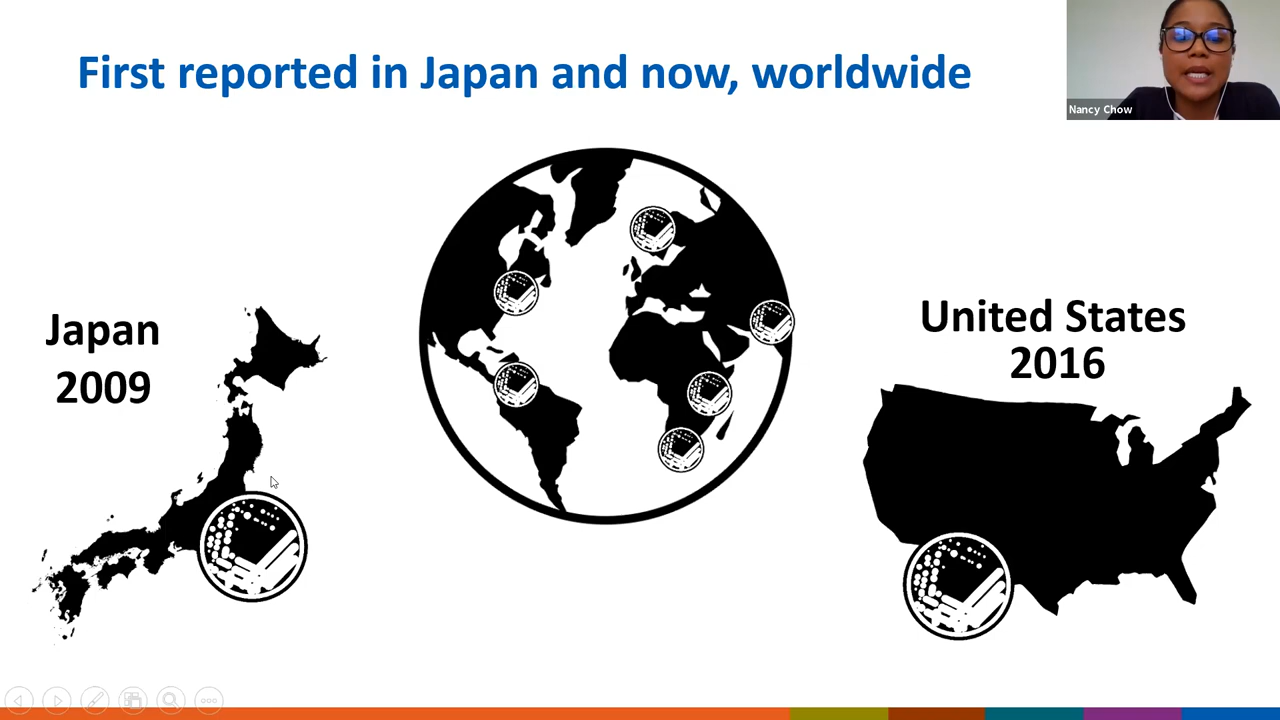 First reported in Japan and now, worldwide
Nancy Chow
Japan
2009
United States
2016